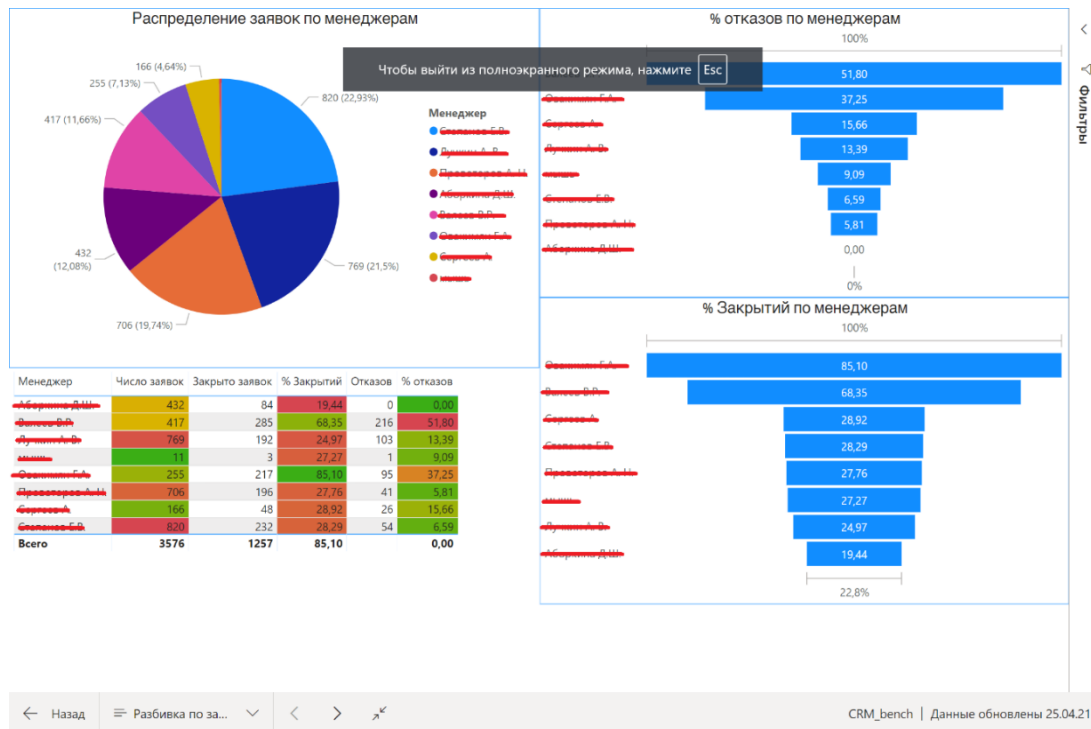 Распределение заявок по менеджерам
166 (4,64%)
255 (7,13%)
417 (11,66%)
432
(12,08%)
706 (19,74%)
769 (21,5%)
820 (22,93%)
Менеджер
% отказов по менеджерам
100%
Чтобы выйти из полноэкранного режима, нажмите Esc
51,80
37,25
15,66
13,39
9,09
6,59
5,81
0,00
0%
Фильтры
% Закрытий по менеджерам
100%
85,10
68,35
28,92
28,29
27,76
27,27
24,97
19,44
22,8%
Менеджер Число заявок Закрыто заявок % Закрытий Отказов % отказов
432 84 19,44 0 0,00
417 285 68,35 216 51,80
769 192 24,97 103 13,39
11 3 27,27 1 9,09
255 217 85,10 95 37,25
706 196 27,76 41 5,81
166 48 28,92 26 15,66
820 232 28,29 54 6,59
Всего 3576 1257 85,10 0,00
Назад Разбивка по за... CRM_bench | Данные обновлены 25.04.21